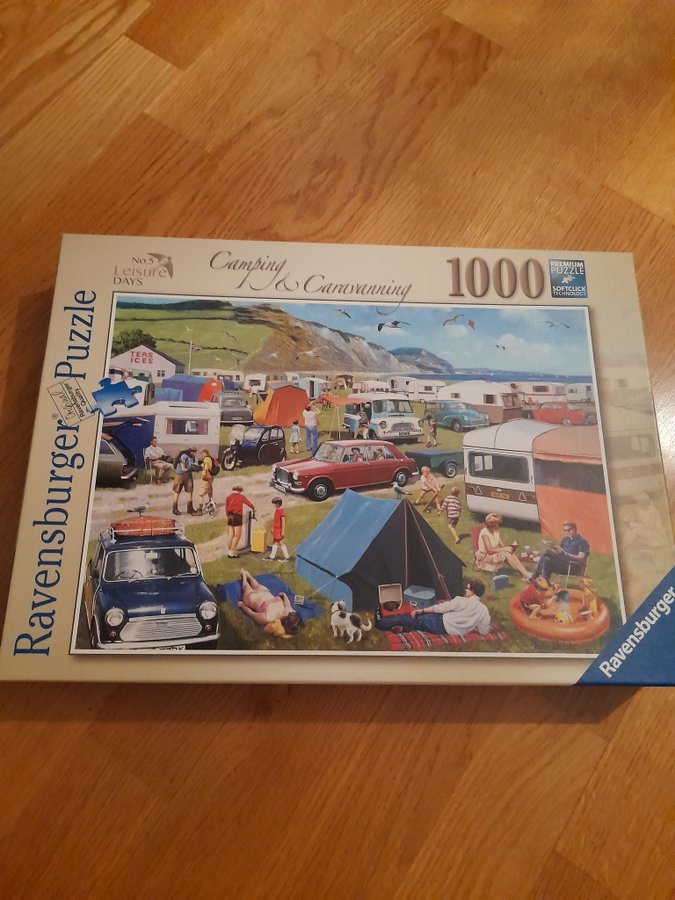 No.5
Leisure
DAYS
Camping
& Caravanning
1000
PREMIUM
PUZZLE
SOFTCLICK
TECHNOLOGY
Ravensburger® Puzzle
TEAS
ICES
Ravensburger